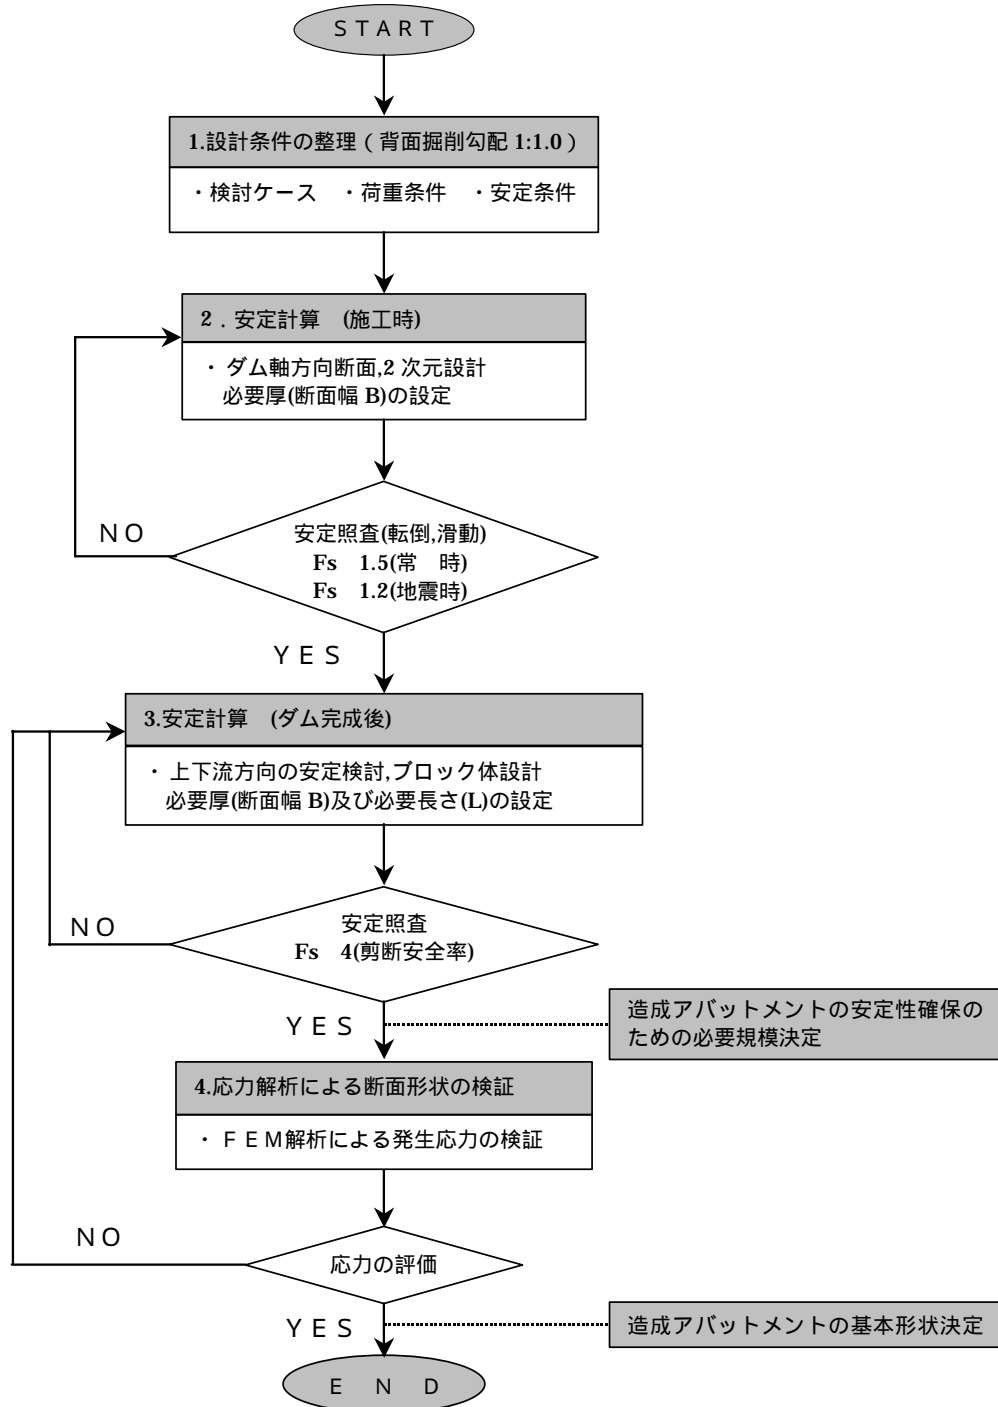 ＳＴＡＲＴ
1.設計条件の整理（背面掘削勾配 1:1.0）
・検討ケース　・荷重条件　・安定条件
2．安定計算　(施工時)
・ダム軸方向断面,2 次元設計
必要厚(断面幅 B)の設定
ＮＯ
安定照査(転倒,滑動)
Fs　1.5(常　時)
Fs　1.2(地震時)
ＹＥＳ
3.安定計算　(ダム完成後)
・上下流方向の安定検討,ブロック体設計
必要厚(断面幅 B)及び必要長さ(L)の設定
ＮＯ
安定照査
Fs　4(剪断安全率)
ＹＥＳ
造成アバットメントの安定性確保の
ための必要規模決定
4.応力解析による断面形状の検証
・ＦＥＭ解析による発生応力の検証
ＮＯ
応力の評価
ＹＥＳ
造成アバットメントの基本形状決定
Ｅ　Ｎ　Ｄ